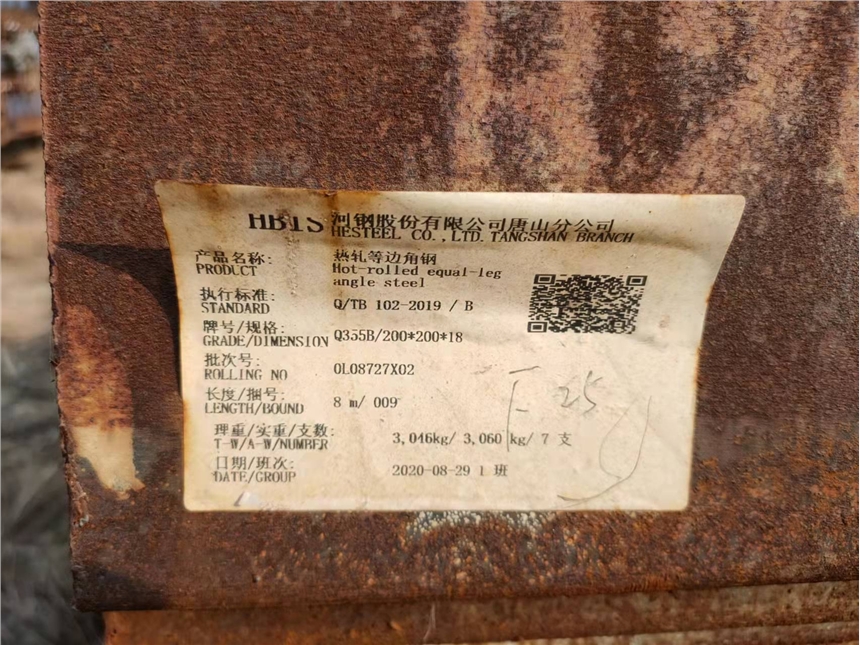 HBIS 河钢股份有限公司唐山分公司
HESTEEL CO.,LTD.TANGSHAN BRANCH
产品名称: 热轧等边角钢
PRODUCT Hot-rolled equal-leg
angle steel
执行标准:
STANDARD Q/TB 102-2019 / B
牌号/规格:
GRADE/DIMENSION Q355B/200*200*18
批次号:
ROLLING NO 0L08727X02
长度/捆号:
LENGTH/BOUND 8 m/ 009
理重/实重/支数:
T-W/A-W/NUMBER 3,046kg/ 3,060 kg/ 7 支
日期/班次:
DATE/GROUP 2020-08-29 1 班
25